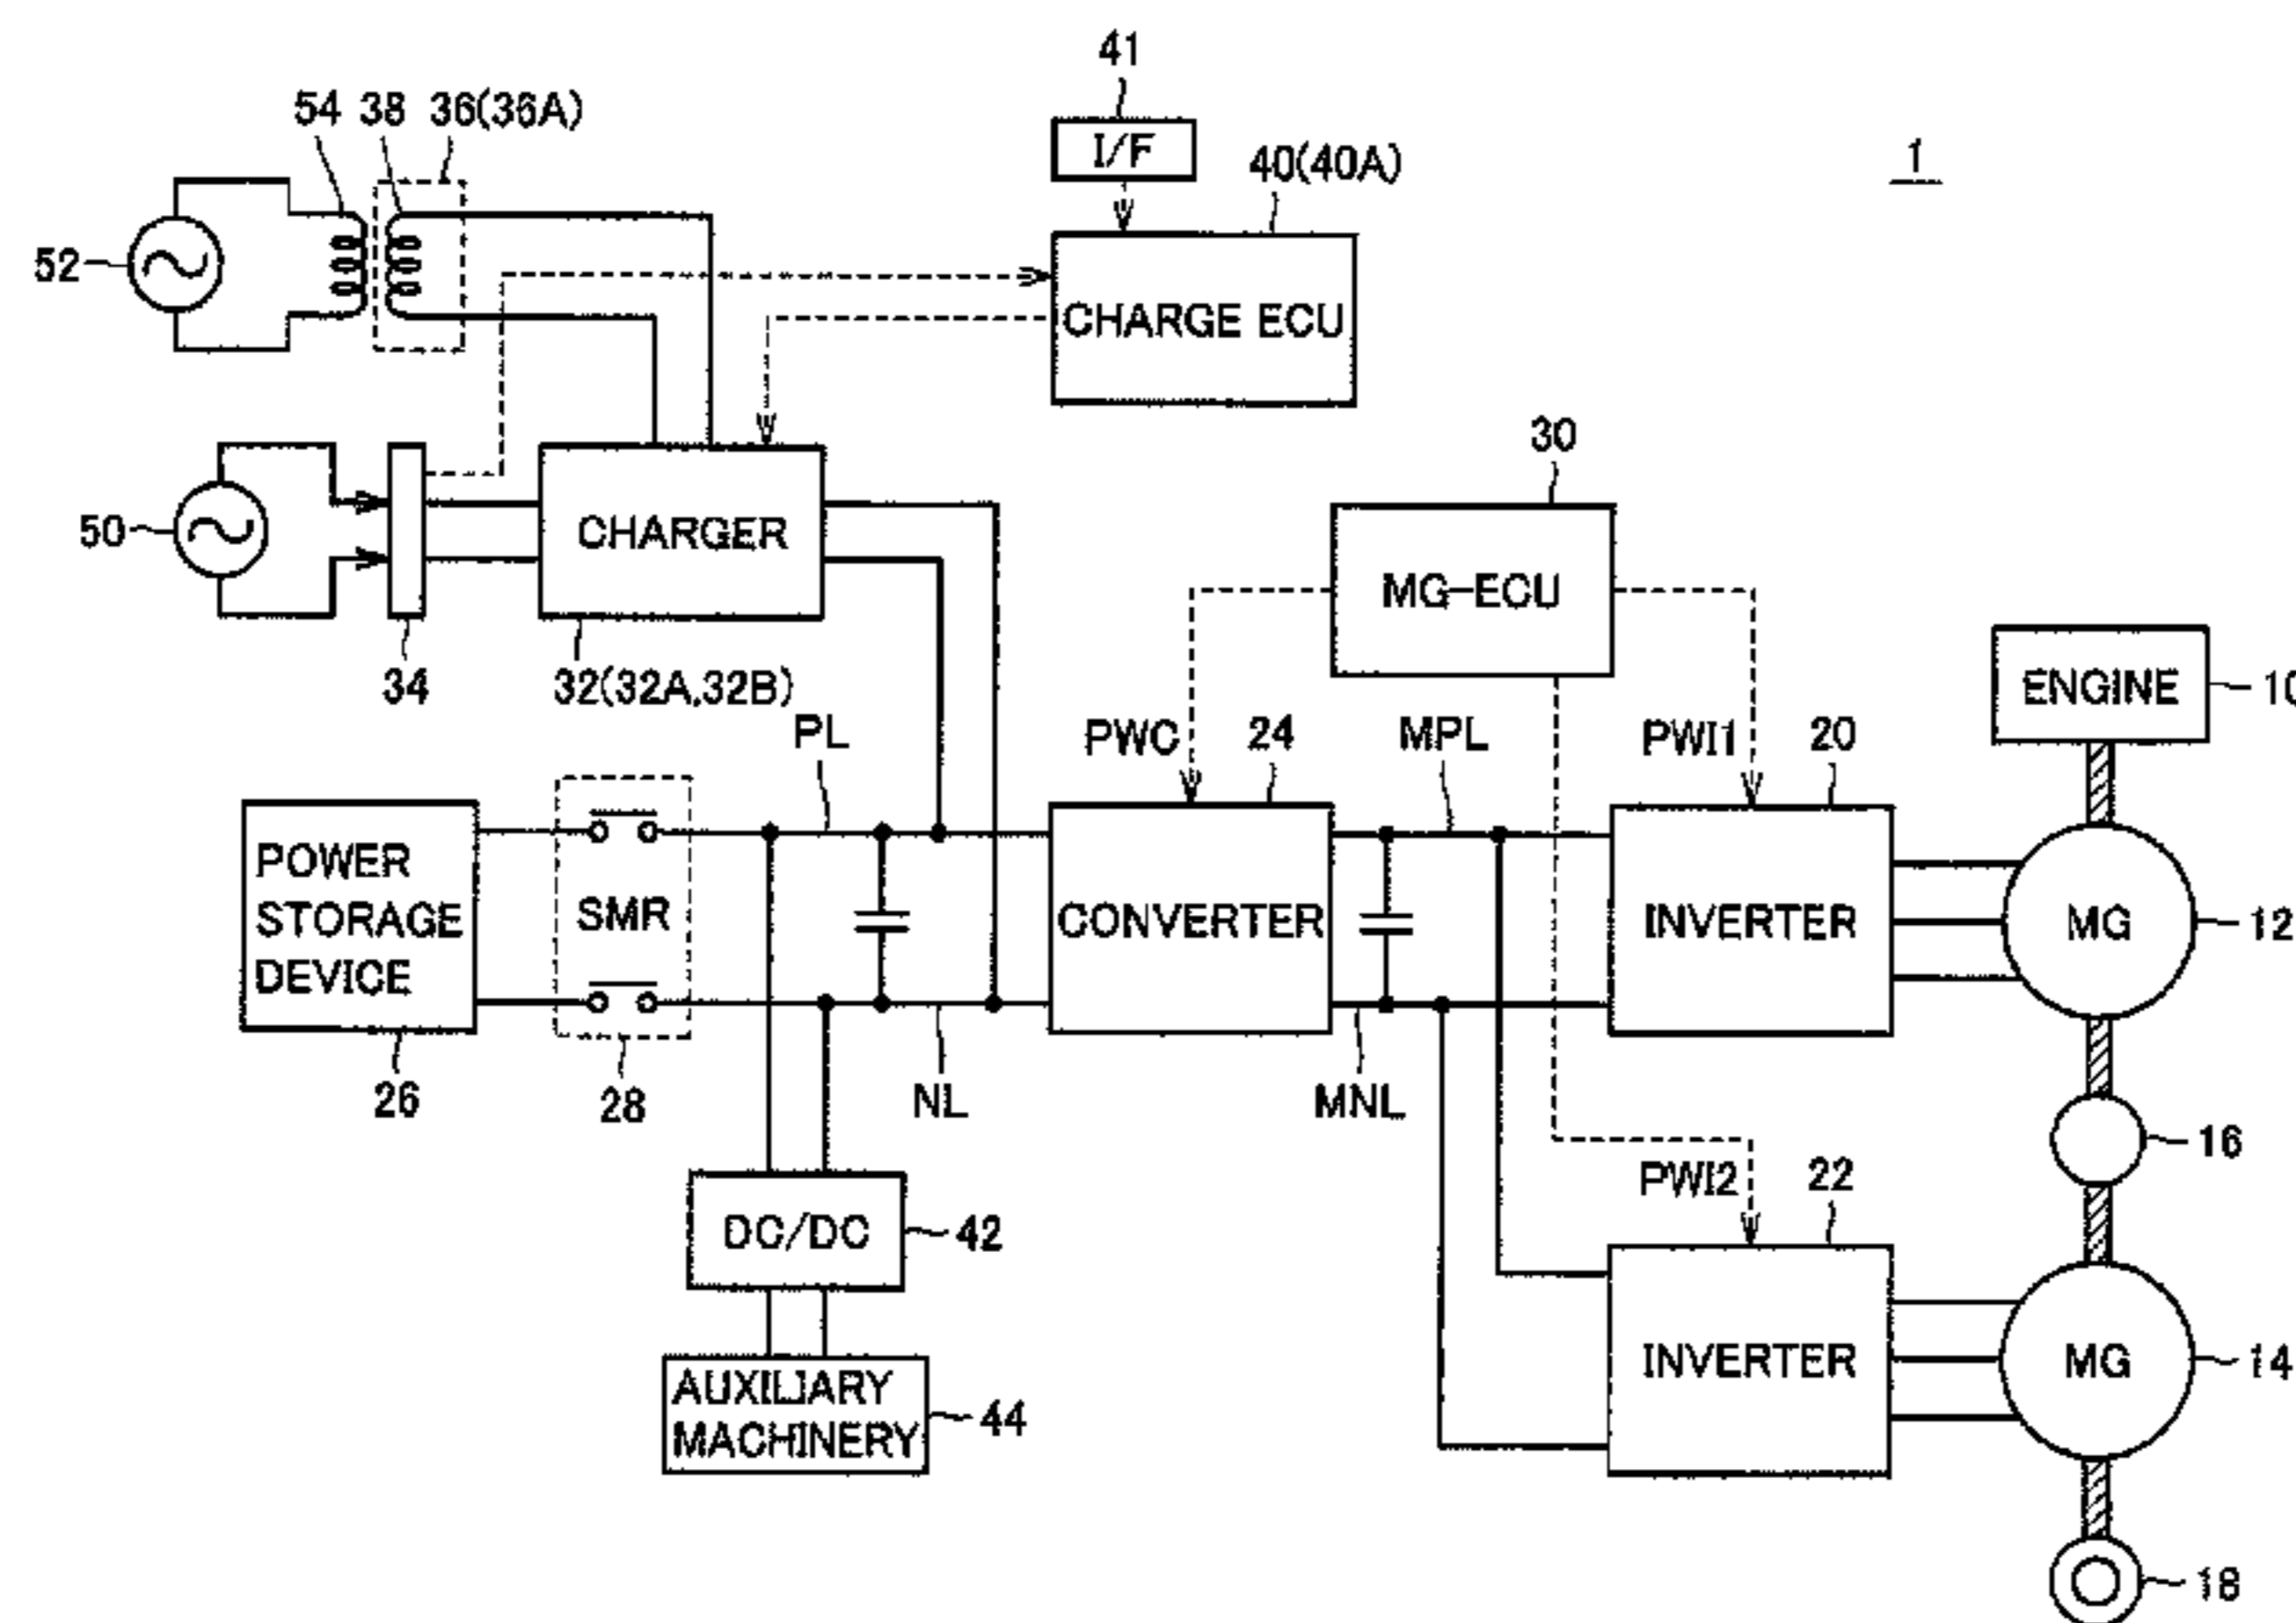 41
54 38 36(36A)
I/F
40(40A)
1
52
CHARGE ECU
30
50
CHARGER
MG-ECU
34
32(32A,32B)
ENGINE
10
PL
PWC
24
MPL
PWI1
20
POWER
STORAGE
DEVICE
SMR
CONVERTER
INVERTER
MG
12
26
28
NL
MNL
16
PWI2
22
DC/DC
42
INVERTER
MG
14
AUXILIARY
MACHINERY
44
18